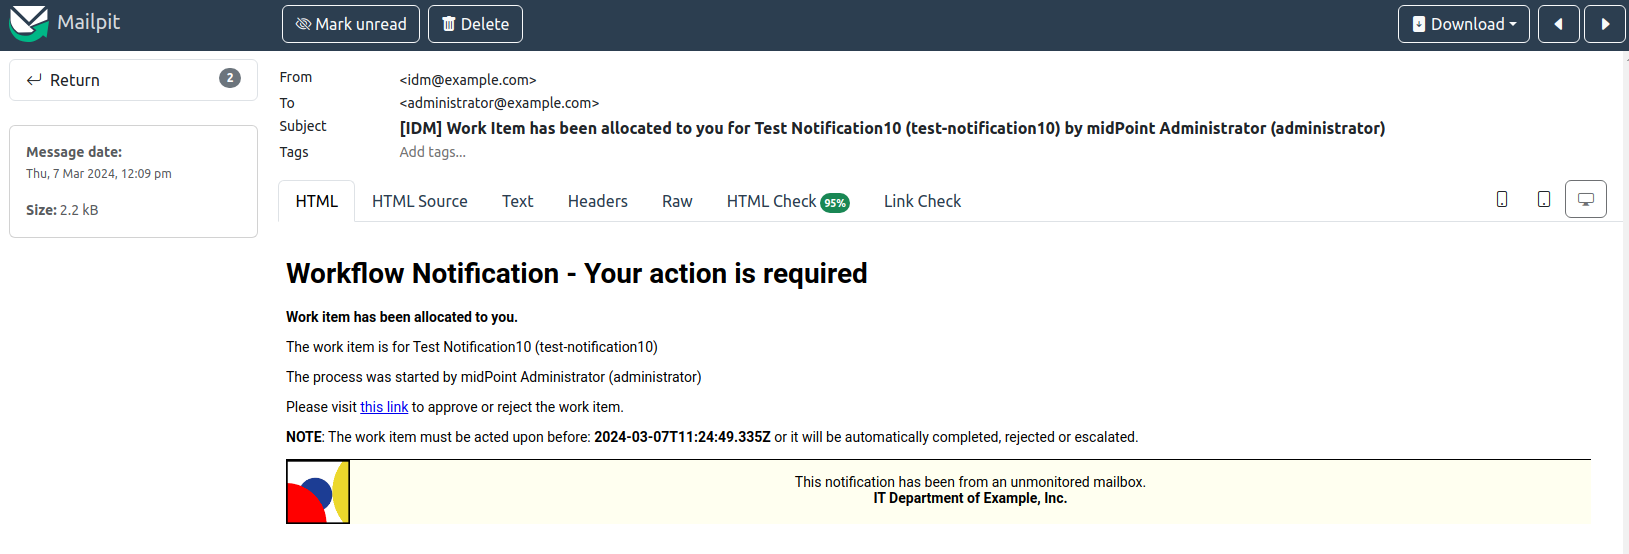 Mailpit
Mark unread
Delete
Download
Return 2
Message date:
Thu, 7 Mar 2024, 12:09 pm
Size: 2.2 kB
From <idm@example.com>
To <administrator@example.com>
Subject [IDM] Work Item has been allocated to you for Test Notification10 (test-notification10) by midPoint Administrator (administrator)
Tags Add tags...
HTML HTML Source Text Headers Raw HTML Check 95% Link Check
Workflow Notification - Your action is required
Work item has been allocated to you.
The work item is for Test Notification10 (test-notification10)
The process was started by midPoint Administrator (administrator)
Please visit this link to approve or reject the work item.
NOTE: The work item must be acted upon before: 2024-03-07T11:24:49.335Z or it will be automatically completed, rejected or escalated.
This notification has been from an unmonitored mailbox.
IT Department of Example, Inc.